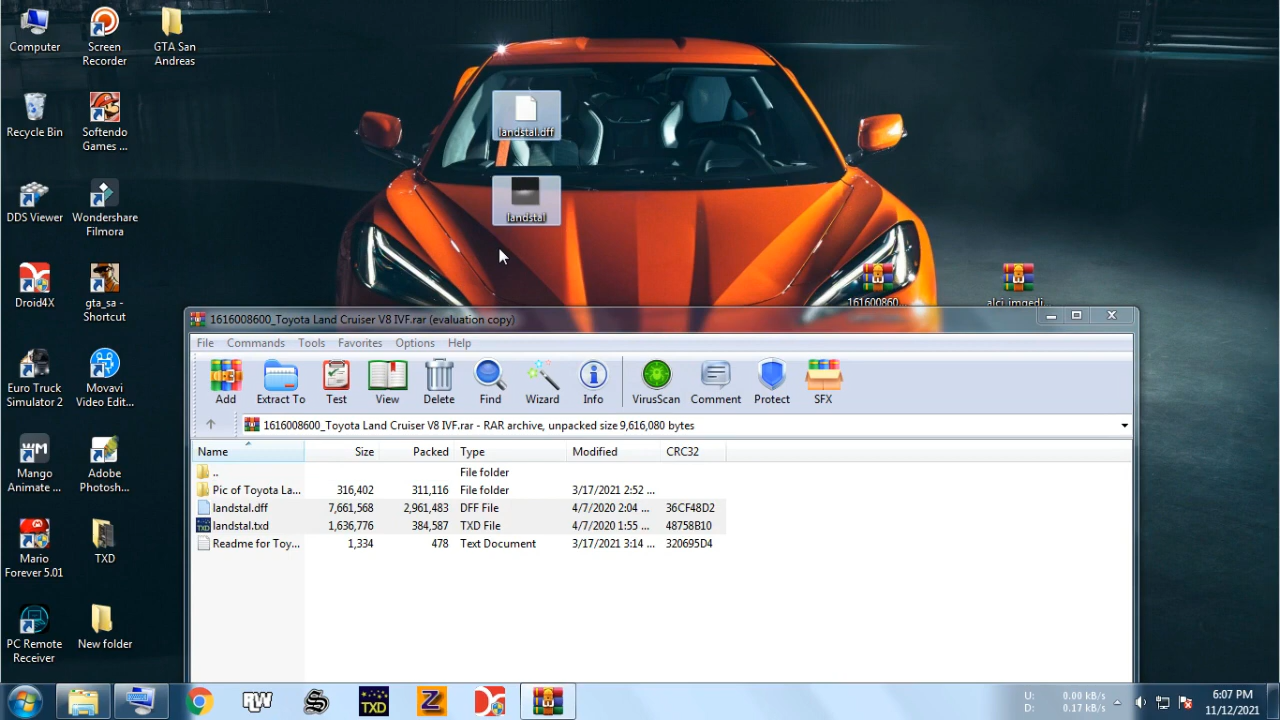 Computer
Screen
Recorder
GTA San
Andreas
Recycle Bin
Softendo
Games ...
DDS Viewer
Wondershare
Filmora
Droid4X
gta_sa -
Shortcut
Euro Truck
Simulator 2
Movavi
Video Edit...
Mango
Animate ...
Adobe
Photosh...
Mario
Forever 5.01
TXD
PC Remote
Receiver
New folder
landstal.dff
landstal
161600860...
alci_imgedi...
1616008600_Toyota Land Cruiser V8 IVF.rar (evaluation copy)
File Commands Tools Favorites Options Help
Add Extract To Test View Delete Find Wizard Info VirusScan Comment Protect SFX
1616008600_Toyota Land Cruiser V8 IVF.rar - RAR archive, unpacked size 9,616,080 bytes
Name Size Packed Type Modified CRC32
.. File folder
Pic of Toyota La... 316,402 311,116 File folder 3/17/2021 2:52 ...
landstal.dff 7,661,568 2,961,483 DFF File 4/7/2020 2:04 ... 36CF48D2
landstal.txd 1,636,776 384,587 TXD File 4/7/2020 1:55 ... 48758B10
Readme for Toy... 1,334 478 Text Document 3/17/2021 3:14 ... 320695D4
TXD
U: 0.00 kB/s
D: 0.17 kB/s
6:07 PM
11/12/2021